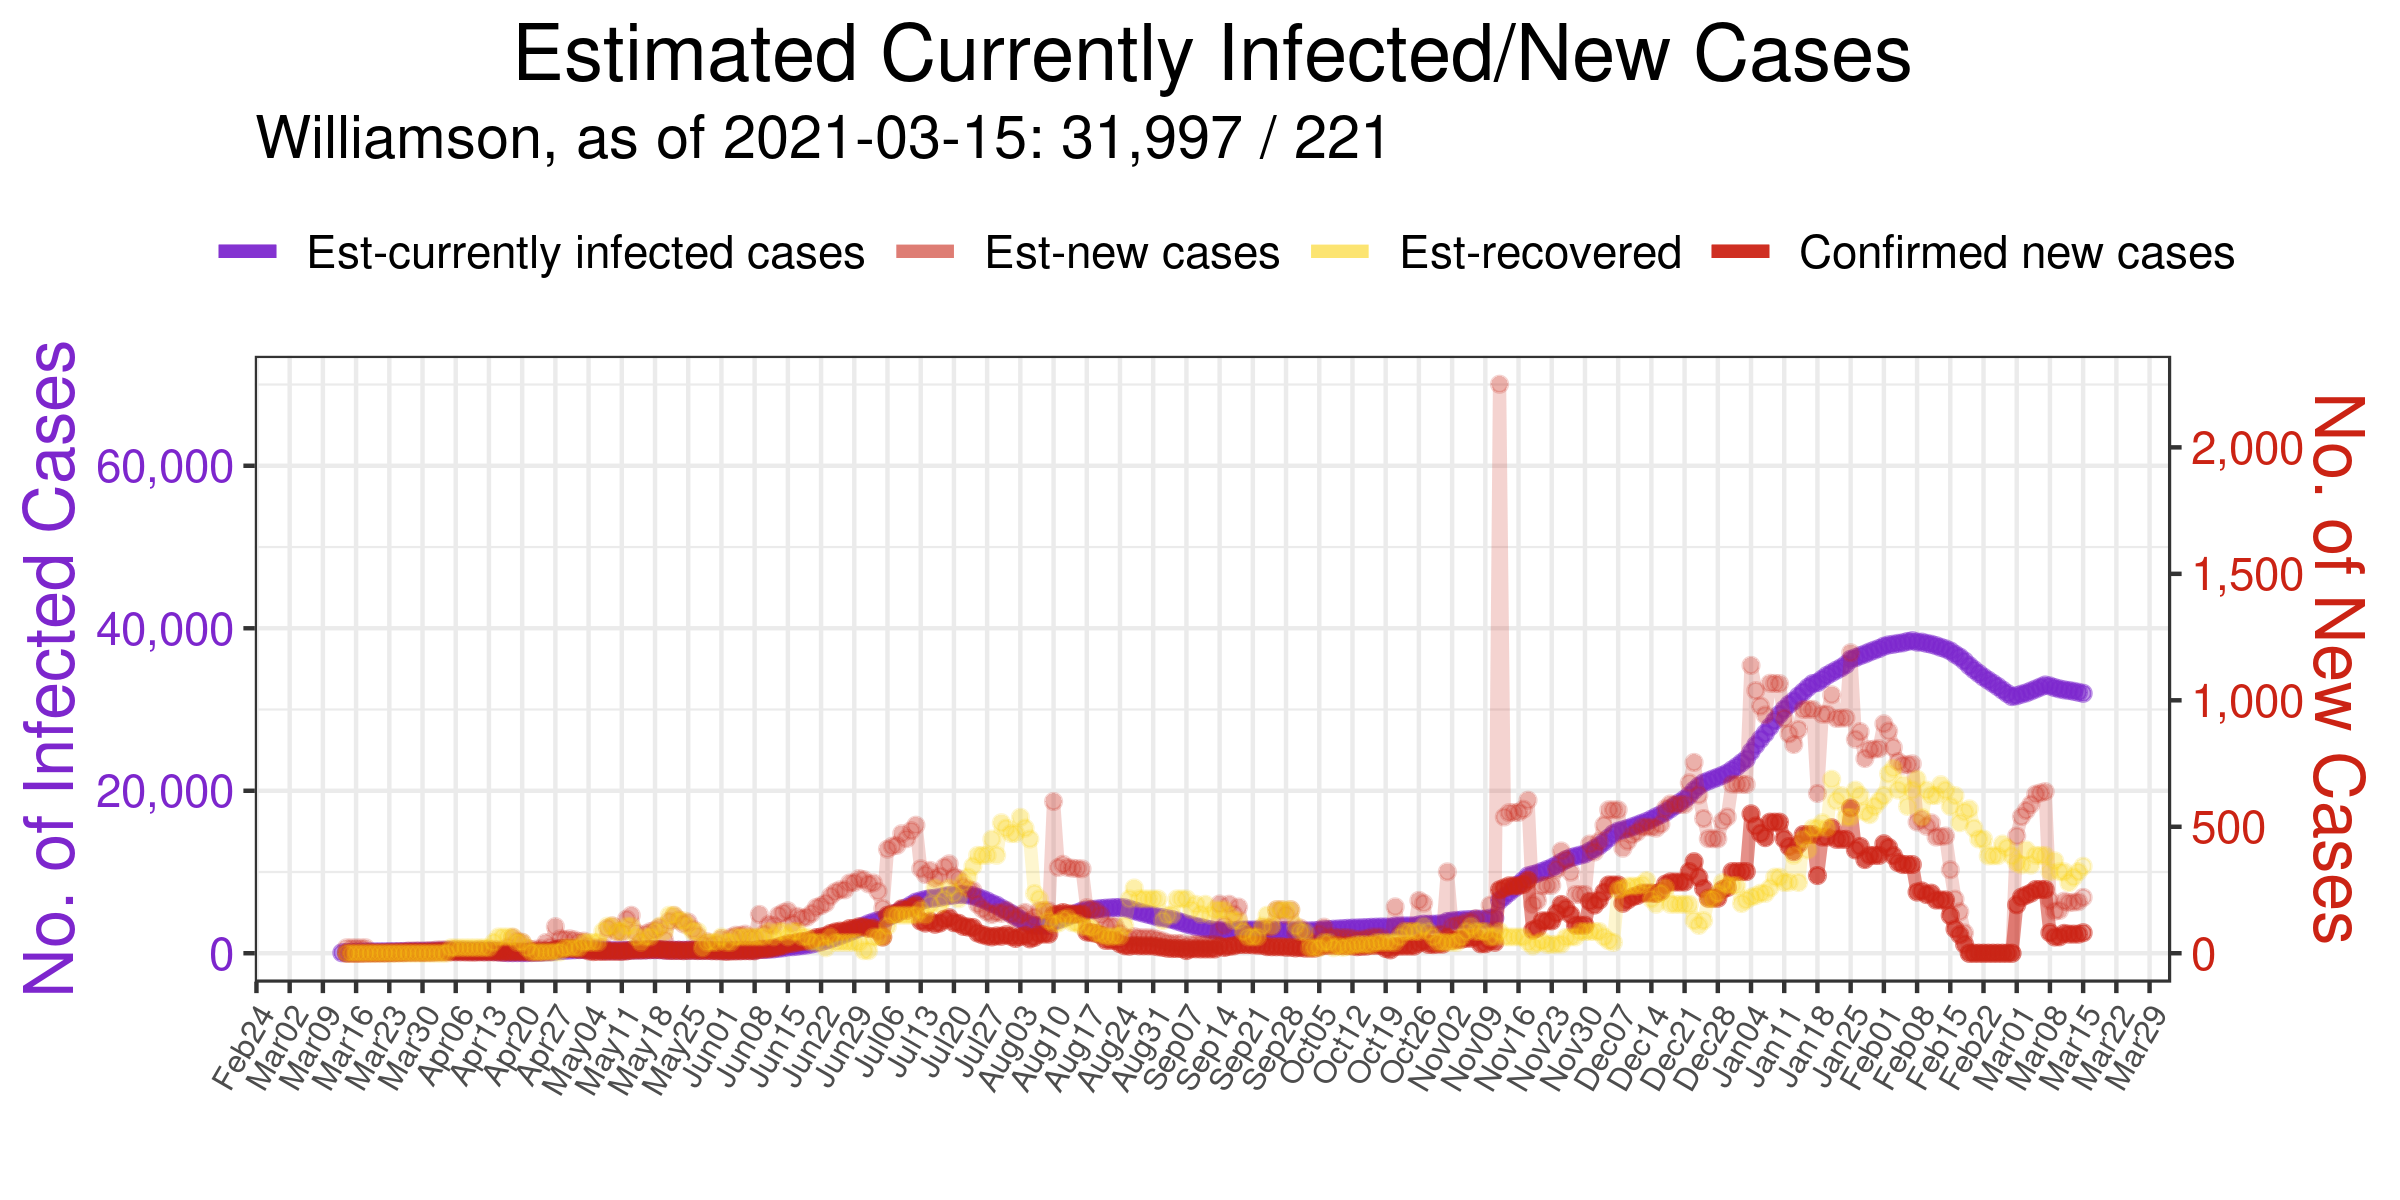 Estimated Currently Infected/New Cases
Williamson, as of 2021-03-15: 31,997 / 221
Est-currently infected cases Est-new cases Est-recovered Confirmed new cases
No. of Infected Cases
60,000
40,000
20,000
0
2,000
1,500
1,000
500
0
No. of New Cases
Feb24 Mar02 Mar09 Mar16 Mar23 Mar30 Apr06 Apr13 Apr20 Apr27 May04 May11 May18 May25 Jun01 Jun08 Jun15 Jun22 Jun29 Jul06 Jul13 Jul20 Jul27 Aug03 Aug10 Aug17 Aug24 Aug31 Sep07 Sep14 Sep21 Sep28 Oct05 Oct12 Oct19 Oct26 Nov02 Nov09 Nov16 Nov23 Nov30 Dec07 Dec14 Dec21 Dec28 Jan04 Jan11 Jan18 Jan25 Feb01 Feb08 Feb15 Feb22 Mar01 Mar08 Mar15 Mar22 Mar29